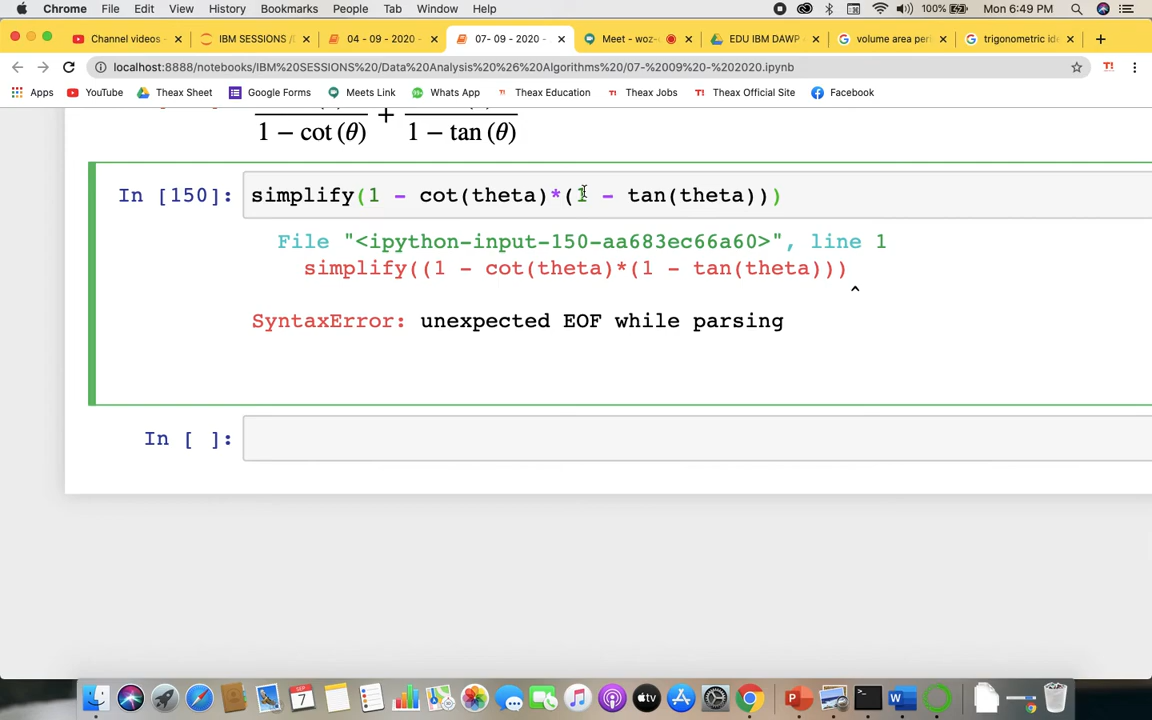 Chrome File Edit View History Bookmarks People Tab Window Help 100% Mon 6:49 PM
Channel videos - IBM SESSIONS /D 04 - 09 - 2020 - 07- 09 - 2020 - Meet - woz- EDU IBM DAWP - volume area peri trigonometric ide
localhost:8888/notebooks/IBM%20SESSIONS%20/Data%20Analysis%20%26%20Algorithms%20/07-%2009%20-%202020.ipynb
Apps YouTube Theax Sheet Google Forms Meets Link Whats App T! Theax Education T! Theax Jobs T! Theax Official Site Facebook
1 − cot (θ) + 1 − tan (θ)
In [150]: simplify(1 - cot(theta)*(1 - tan(theta)))
File "<ipython-input-150-aa683ec66a60>", line 1
simplify((1 - cot(theta)*(1 - tan(theta)))
^
SyntaxError: unexpected EOF while parsing
In [ ]: